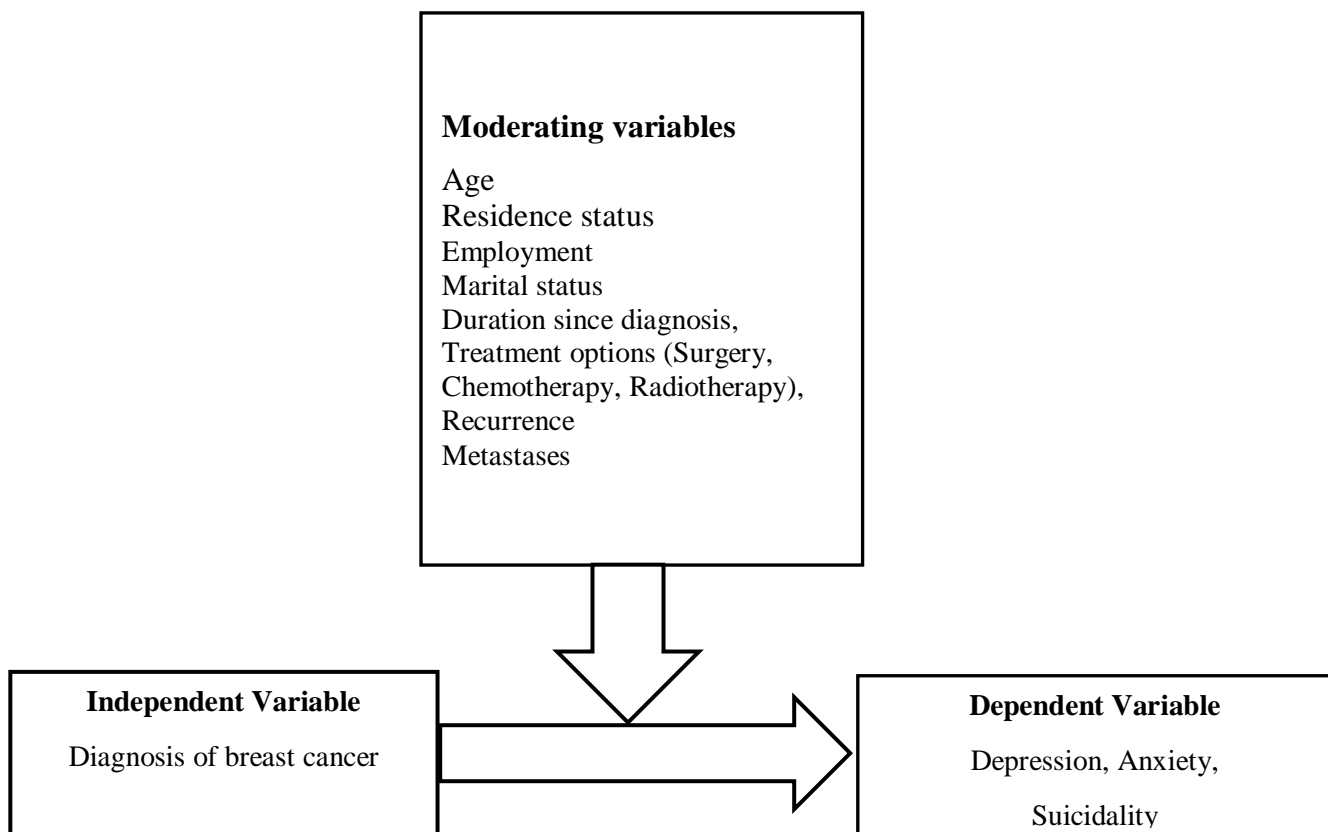 Moderating variables
Age
Residence status
Employment
Marital status
Duration since diagnosis,
Treatment options (Surgery,
Chemotherapy, Radiotherapy),
Recurrence
Metastases
Independent Variable
Diagnosis of breast cancer
Dependent Variable
Depression, Anxiety,
Suicidality